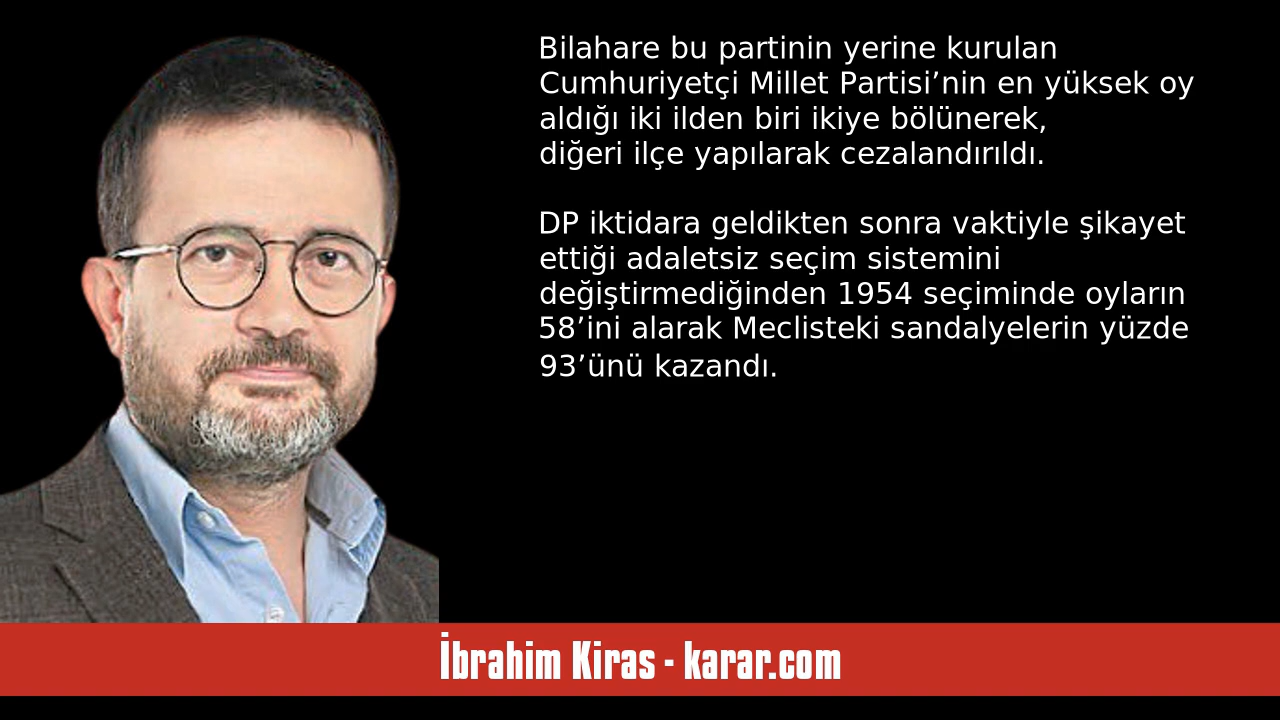 Bilahare bu partinin yerine kurulan
Cumhuriyetçi Millet Partisi’nin en yüksek oy
aldığı iki ilden biri ikiye bölünerek,
diğeri ilçe yapılarak cezalandırıldı.
DP iktidara geldikten sonra vaktiyle şikayet
ettiği adaletsiz seçim sistemini
değiştirmediğinden 1954 seçiminde oyların
58’ini alarak Meclisteki sandalyelerin yüzde
93’ünü kazandı.
İbrahim Kiras - karar.com